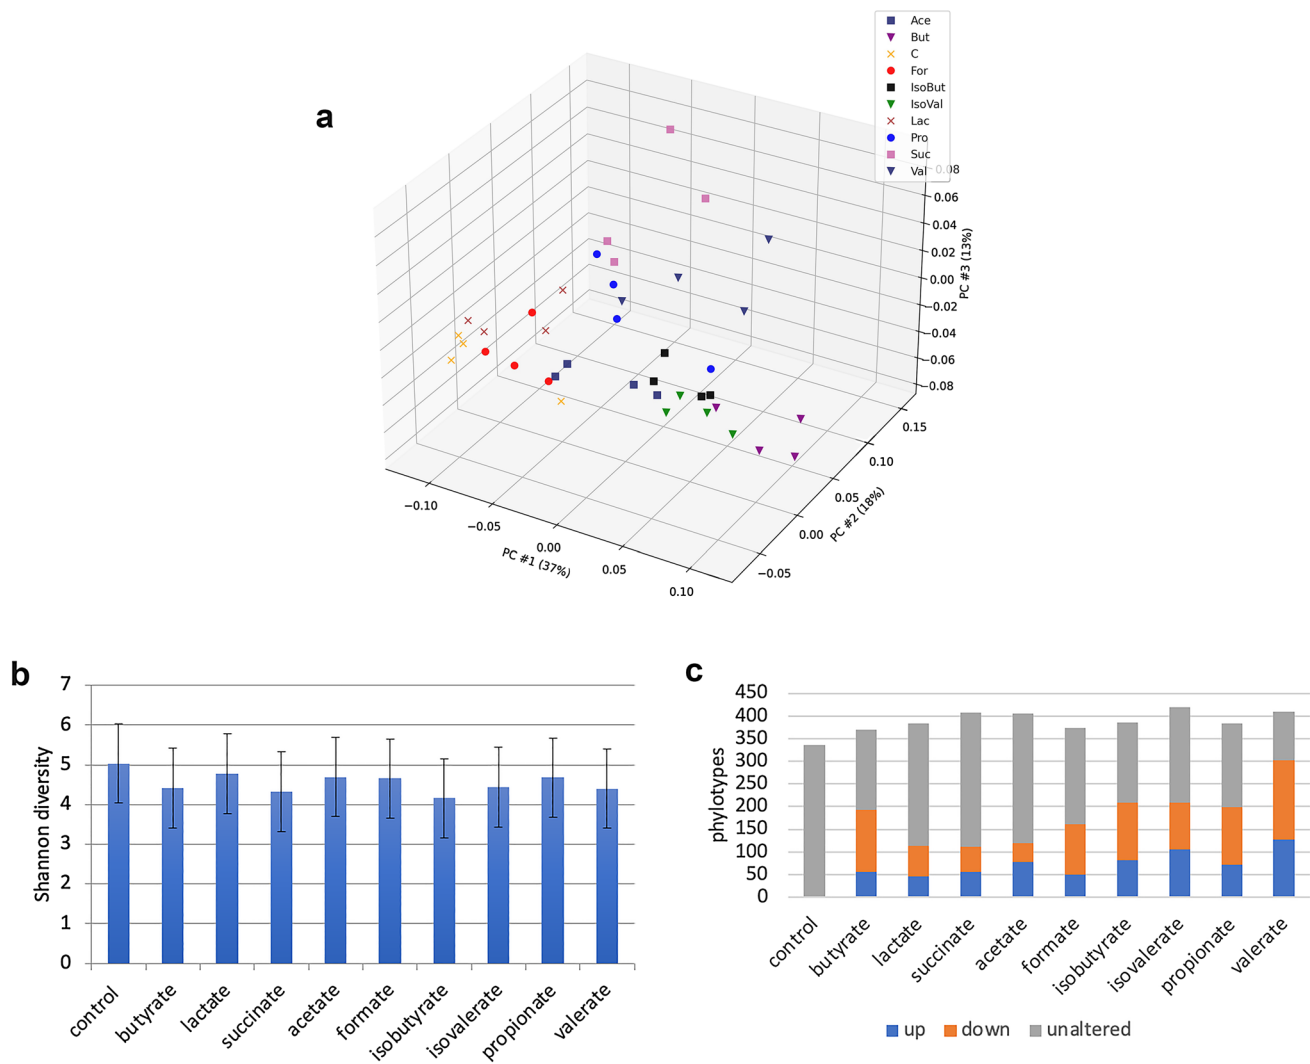 a
Ace
But
C
For
IsoBut
IsoVal
Lac
Pro
Suc
Val
0.08
0.06
0.04
0.02
0.00
−0.02
−0.04
−0.06
−0.08
PC #3 (13%)
0.15
0.10
0.05
0.00
−0.05
PC #2 (18%)
−0.10
−0.05
0.00
0.05
0.10
PC #1 (37%)
b
Shannon diversity
7
6
5
4
3
2
1
0
control
butyrate
lactate
succinate
acetate
formate
isobutyrate
isovalerate
propionate
valerate
c
phylotypes
450
400
350
300
250
200
150
100
50
0
control
butyrate
lactate
succinate
acetate
formate
isobutyrate
isovalerate
propionate
valerate
up down unaltered